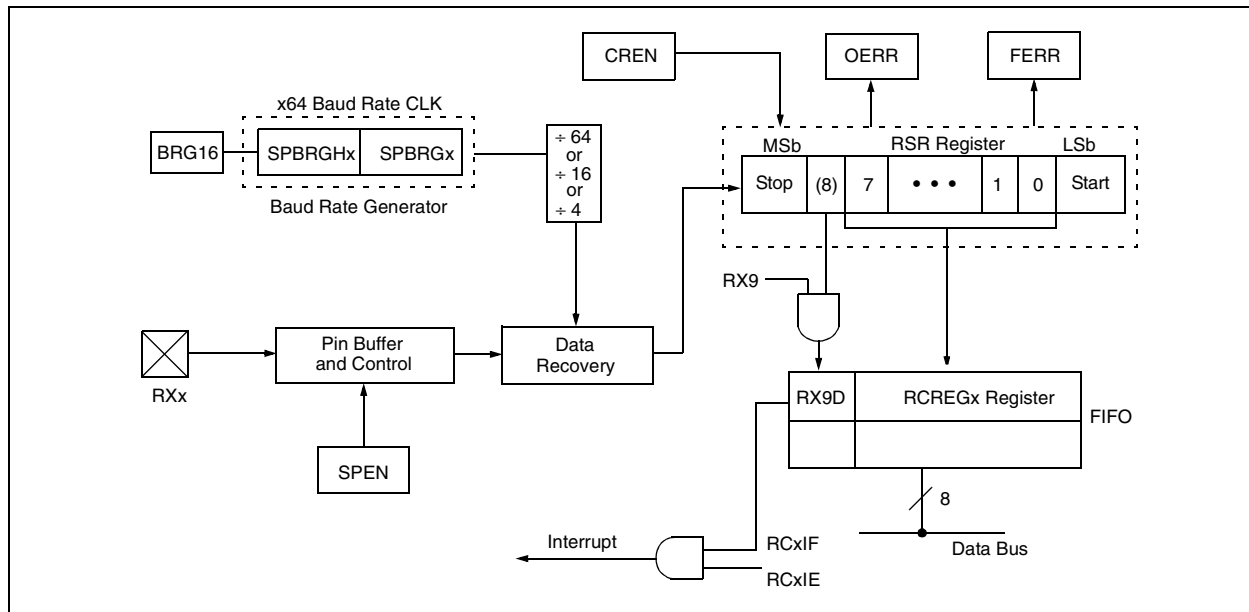 CREN
OERR
FERR
x64 Baud Rate CLK
BRG16
SPBRGHx
SPBRGx
Baud Rate Generator
÷ 64
or
÷ 16
or
÷ 4
MSb
RSR Register
LSb
Stop
(8)
7
• • •
1
0
Start
RX9
RXx
Pin Buffer
and Control
Data
Recovery
SPEN
RX9D
RCREGx Register
FIFO
8
Data Bus
Interrupt
RCxIF
RCxIE